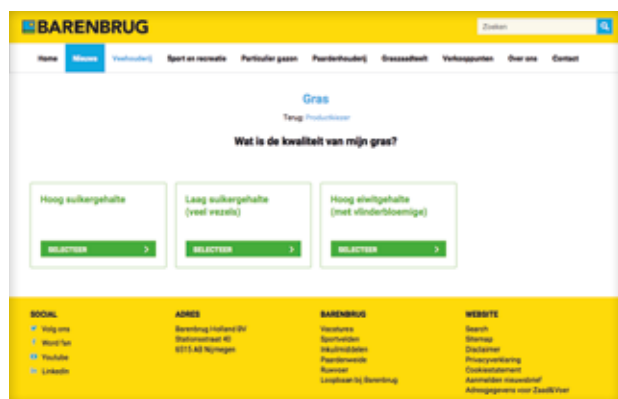 BARENBRUG
Zoeken
Home Nieuws Veehouderij Sport en recreatie Particulier gazon Paardenhouderij Graszaadteelt Verkooppunten Over ons Contact
Gras
Terug: Productkiezer
Wat is de kwaliteit van mijn gras?
Hoog suikergehalte
SELECTEER
Laag suikergehalte
(veel vezels)
SELECTEER
Hoog eiwitgehalte
(met vlinderbloemige)
SELECTEER
SOCIAL
Volg ons
Word fan
Youtube
LinkedIn
ADRES
Barenbrug Holland BV
Stationsstraat 40
6515 AB Nijmegen
BARENBRUG
Vacatures
Sportvelden
Inkuilmiddelen
Paardenweide
Ruwvoer
Loopbaan bij Barenbrug
WEBSITE
Search
Sitemap
Disclaimer
Privacyverklaring
Cookiestatement
Aanmelden nieuwsbrief
Adresgegevens voor Zaad&Voer